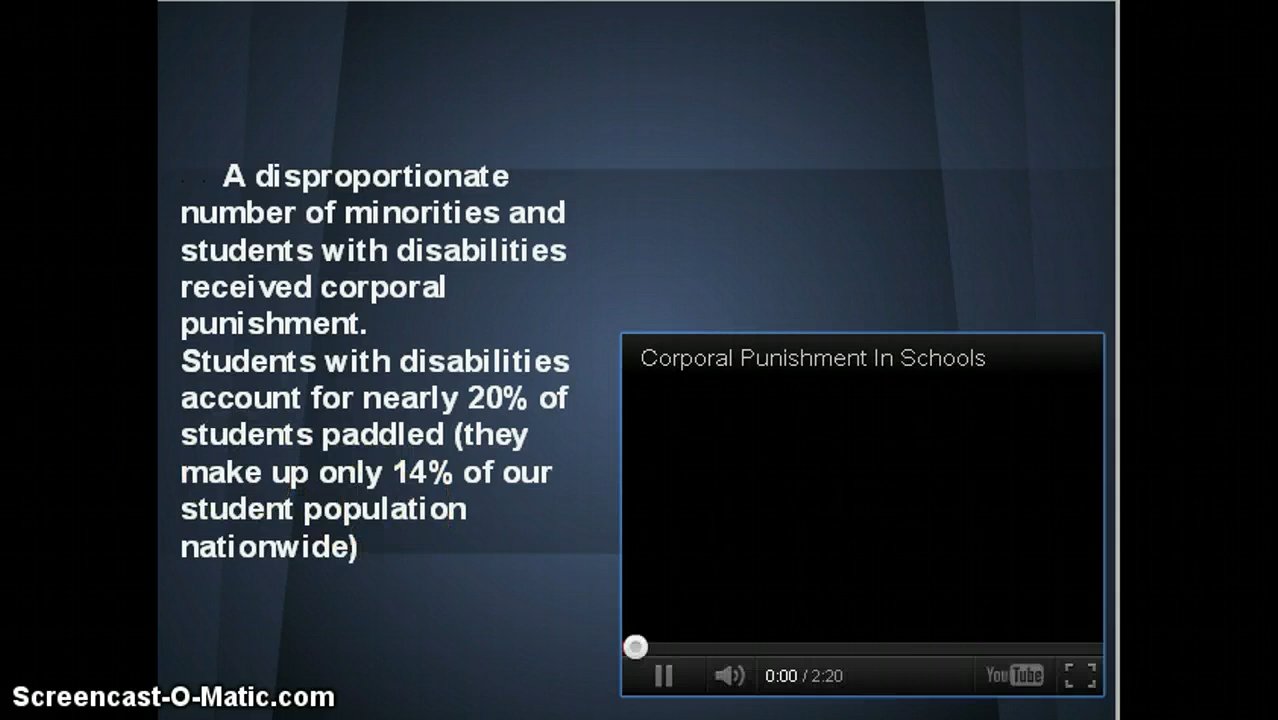 A disproportionate
number of minorities and
students with disabilities
received corporal
punishment.
Students with disabilities
account for nearly 20% of
students paddled (they
make up only 14% of our
student population
nationwide)
Corporal Punishment In Schools
0:00 / 2:20
YouTube
Screencast-O-Matic.com